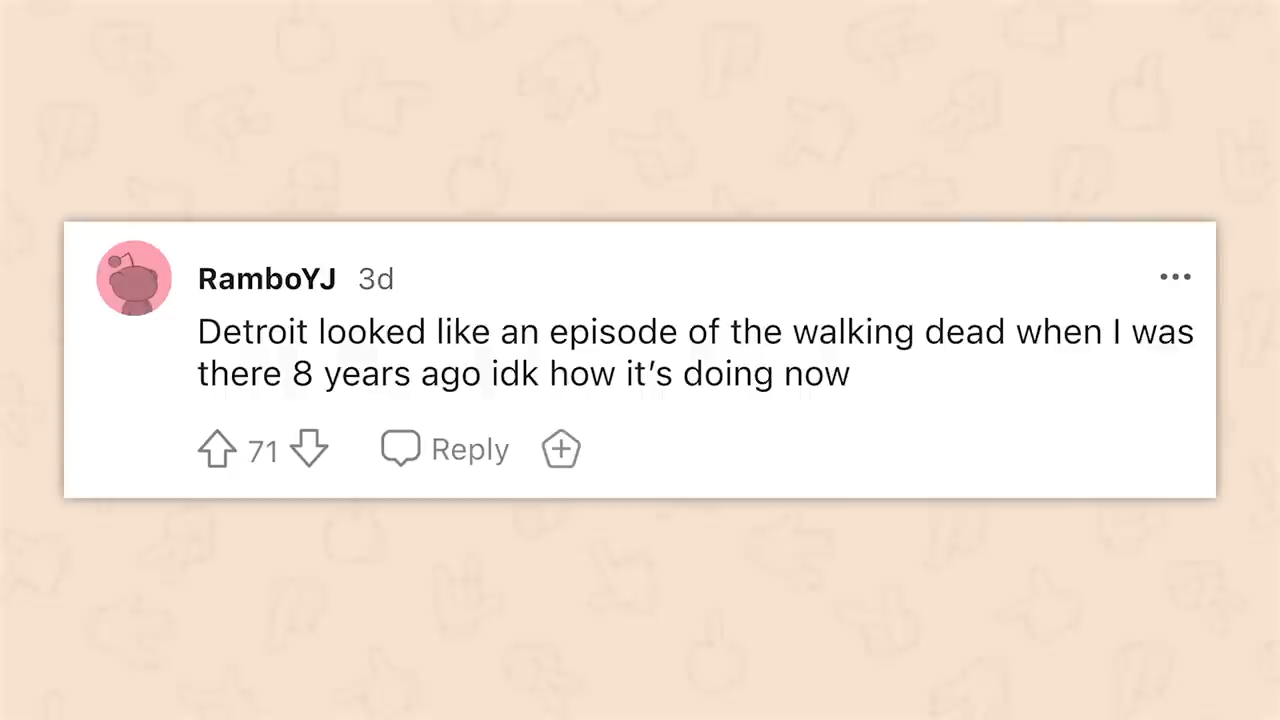 RamboYJ 3d
Detroit looked like an episode of the walking dead when I was
there 8 years ago idk how it’s doing now
71 Reply